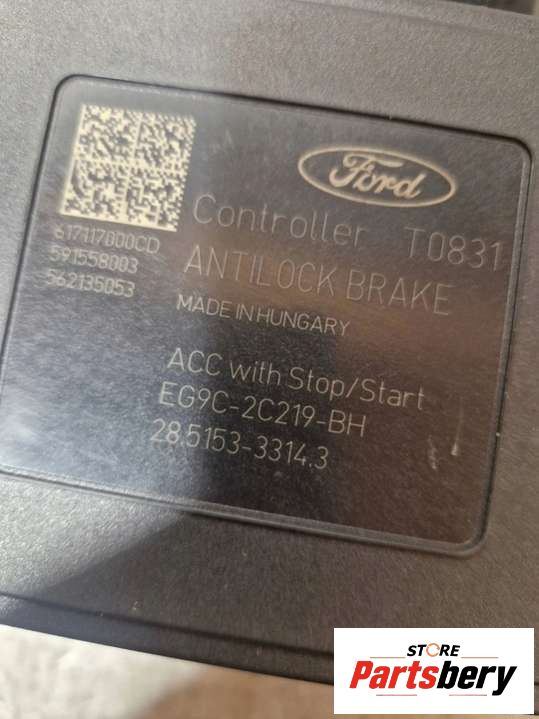 Ford
Controller T0831
ANTILOCK BRAKE
MADE IN HUNGARY
617117000CD
591558003
562135053
ACC with Stop/Start
EG9C-2C219-BH
28.5153-3314.3
STORE
Partsbery